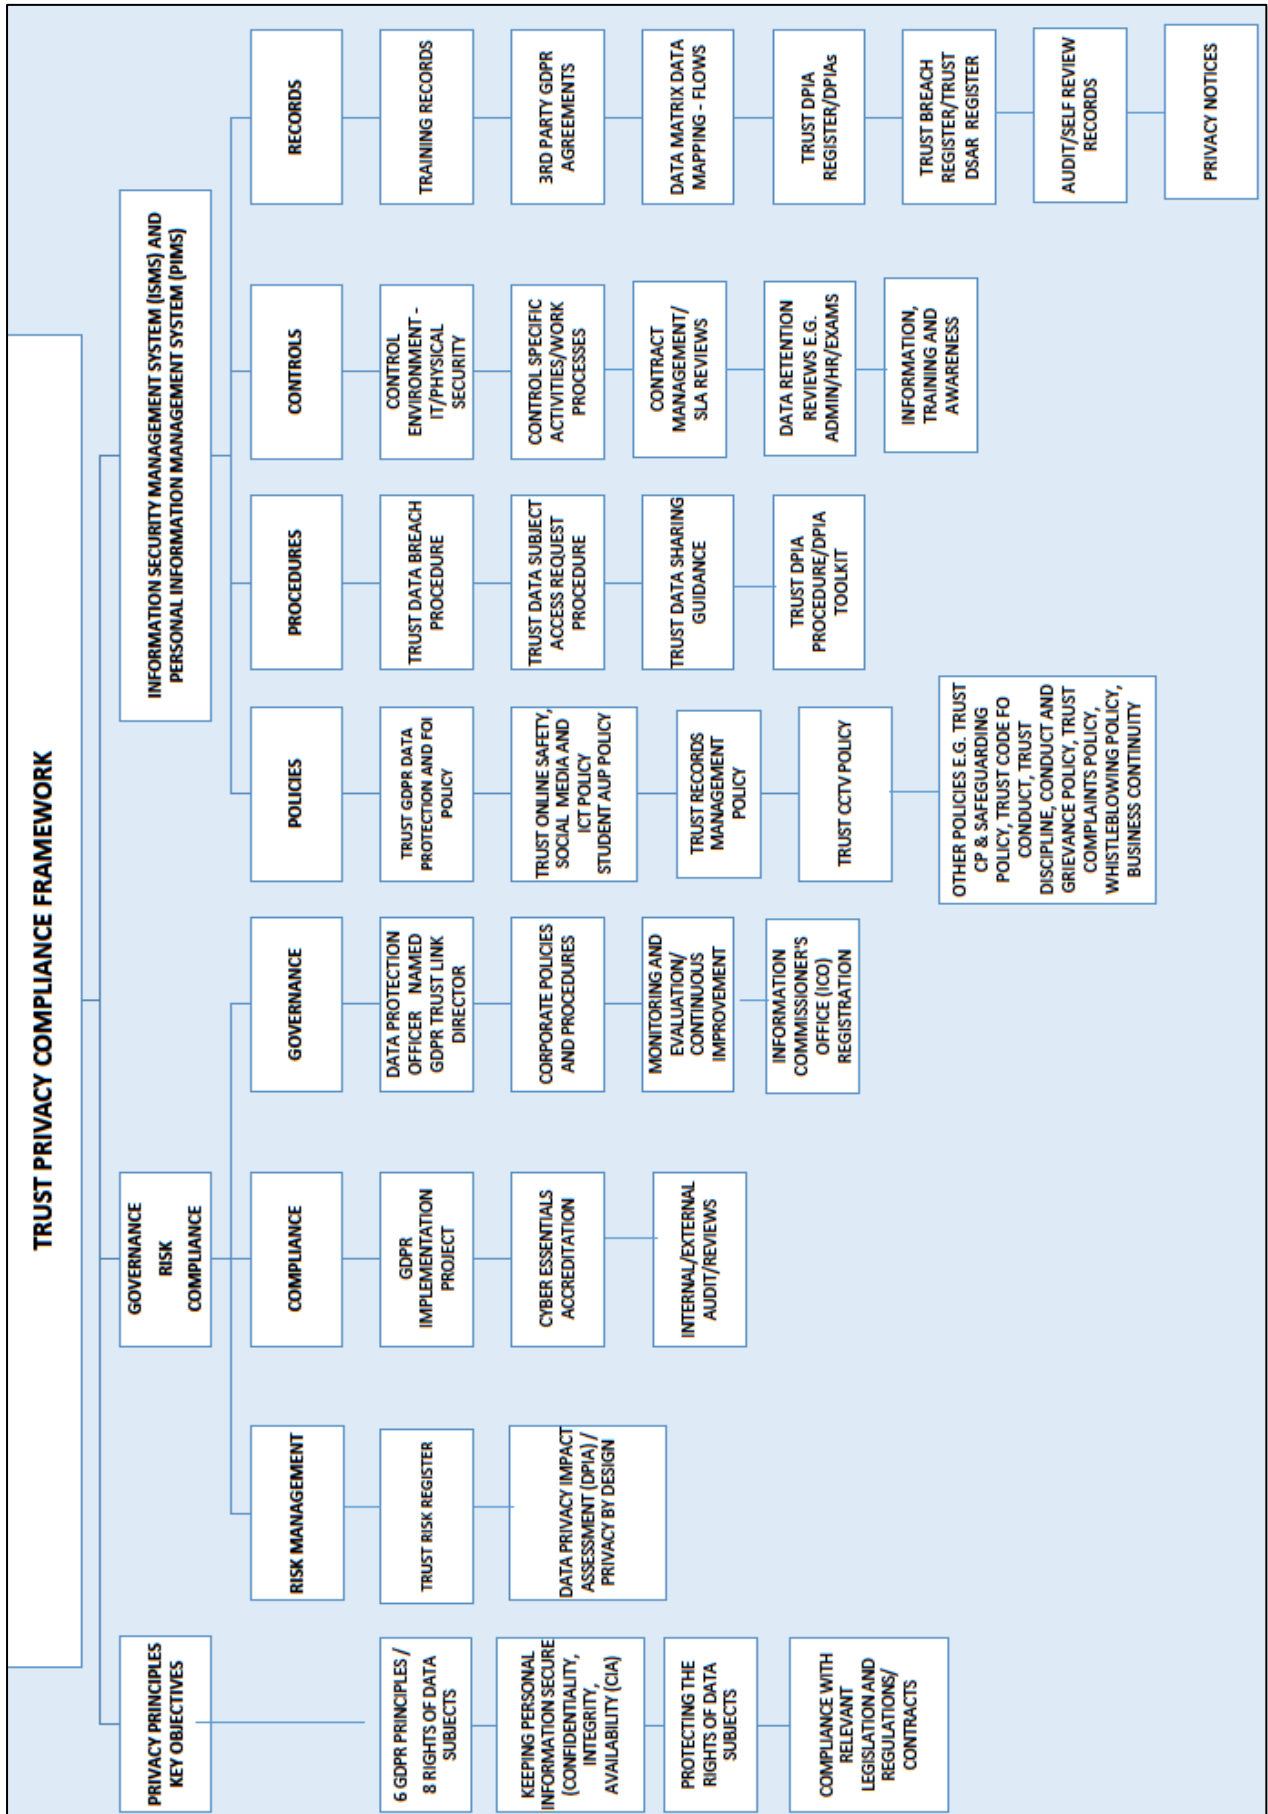 TRUST PRIVACY COMPLIANCE FRAMEWORK
PRIVACY PRINCIPLES
KEY OBJECTIVES
6 GDPR PRINCIPLES /
8 RIGHTS OF DATA
SUBJECTS
KEEPING PERSONAL
INFORMATION SECURE
(CONFIDENTIALITY,
INTEGRITY,
AVAILABILITY (CIA)
PROTECTING THE
RIGHTS OF DATA
SUBJECTS
COMPLIANCE WITH
RELEVANT
LEGISLATION AND
REGULATIONS/
CONTRACTS
GOVERNANCE
RISK
COMPLIANCE
RISK MANAGEMENT
TRUST RISK REGISTER
DATA PRIVACY IMPACT
ASSESSMENT (DPIA) /
PRIVACY BY DESIGN
COMPLIANCE
GDPR
IMPLEMENTATION
PROJECT
CYBER ESSENTIALS
ACCREDITATION
INTERNAL/EXTERNAL
AUDIT/REVIEWS
GOVERNANCE
DATA PROTECTION
OFFICER NAMED
GDPR TRUST LINK
DIRECTOR
CORPORATE POLICIES
AND PROCEDURES
MONITORING AND
EVALUATION/
CONTINUOUS
IMPROVEMENT
INFORMATION
COMMISSIONER'S
OFFICE (ICO)
REGISTRATION
INFORMATION SECURITY MANAGEMENT SYSTEM (ISMS) AND
PERSONAL INFORMATION MANAGEMENT SYSTEM (PIMS)
POLICIES
TRUST GDPR DATA
PROTECTION AND FOI
POLICY
TRUST ONLINE SAFETY,
SOCIAL MEDIA AND
ICT POLICY
STUDENT AUP POLICY
TRUST RECORDS
MANAGEMENT
POLICY
TRUST CCTV POLICY
OTHER POLICIES E.G. TRUST
CP & SAFEGUARDING
POLICY, TRUST CODE FO
CONDUCT, TRUST
DISCIPLINE, CONDUCT AND
GRIEVANCE POLICY, TRUST
COMPLAINTS POLICY,
WHISTLEBLOWING POLICY,
BUSINESS CONTINUITY
PROCEDURES
TRUST DATA BREACH
PROCEDURE
TRUST DATA SUBJECT
ACCESS REQUEST
PROCEDURE
TRUST DATA SHARING
GUIDANCE
TRUST DPIA
PROCEDURE/DPIA
TOOLKIT
CONTROLS
CONTROL
ENVIRONMENT -
IT/PHYSICAL
SECURITY
CONTROL SPECIFIC
ACTIVITIES/WORK
PROCESSES
CONTRACT
MANAGEMENT/
SLA REVIEWS
DATA RETENTION
REVIEWS E.G.
ADMIN/HR/EXAMS
INFORMATION,
TRAINING AND
AWARENESS
RECORDS
TRAINING RECORDS
3RD PARTY GDPR
AGREEMENTS
DATA MATRIX DATA
MAPPING - FLOWS
TRUST DPIA
REGISTER/DPIAs
TRUST BREACH
REGISTER/TRUST
DSAR REGISTER
AUDIT/SELF REVIEW
RECORDS
PRIVACY NOTICES